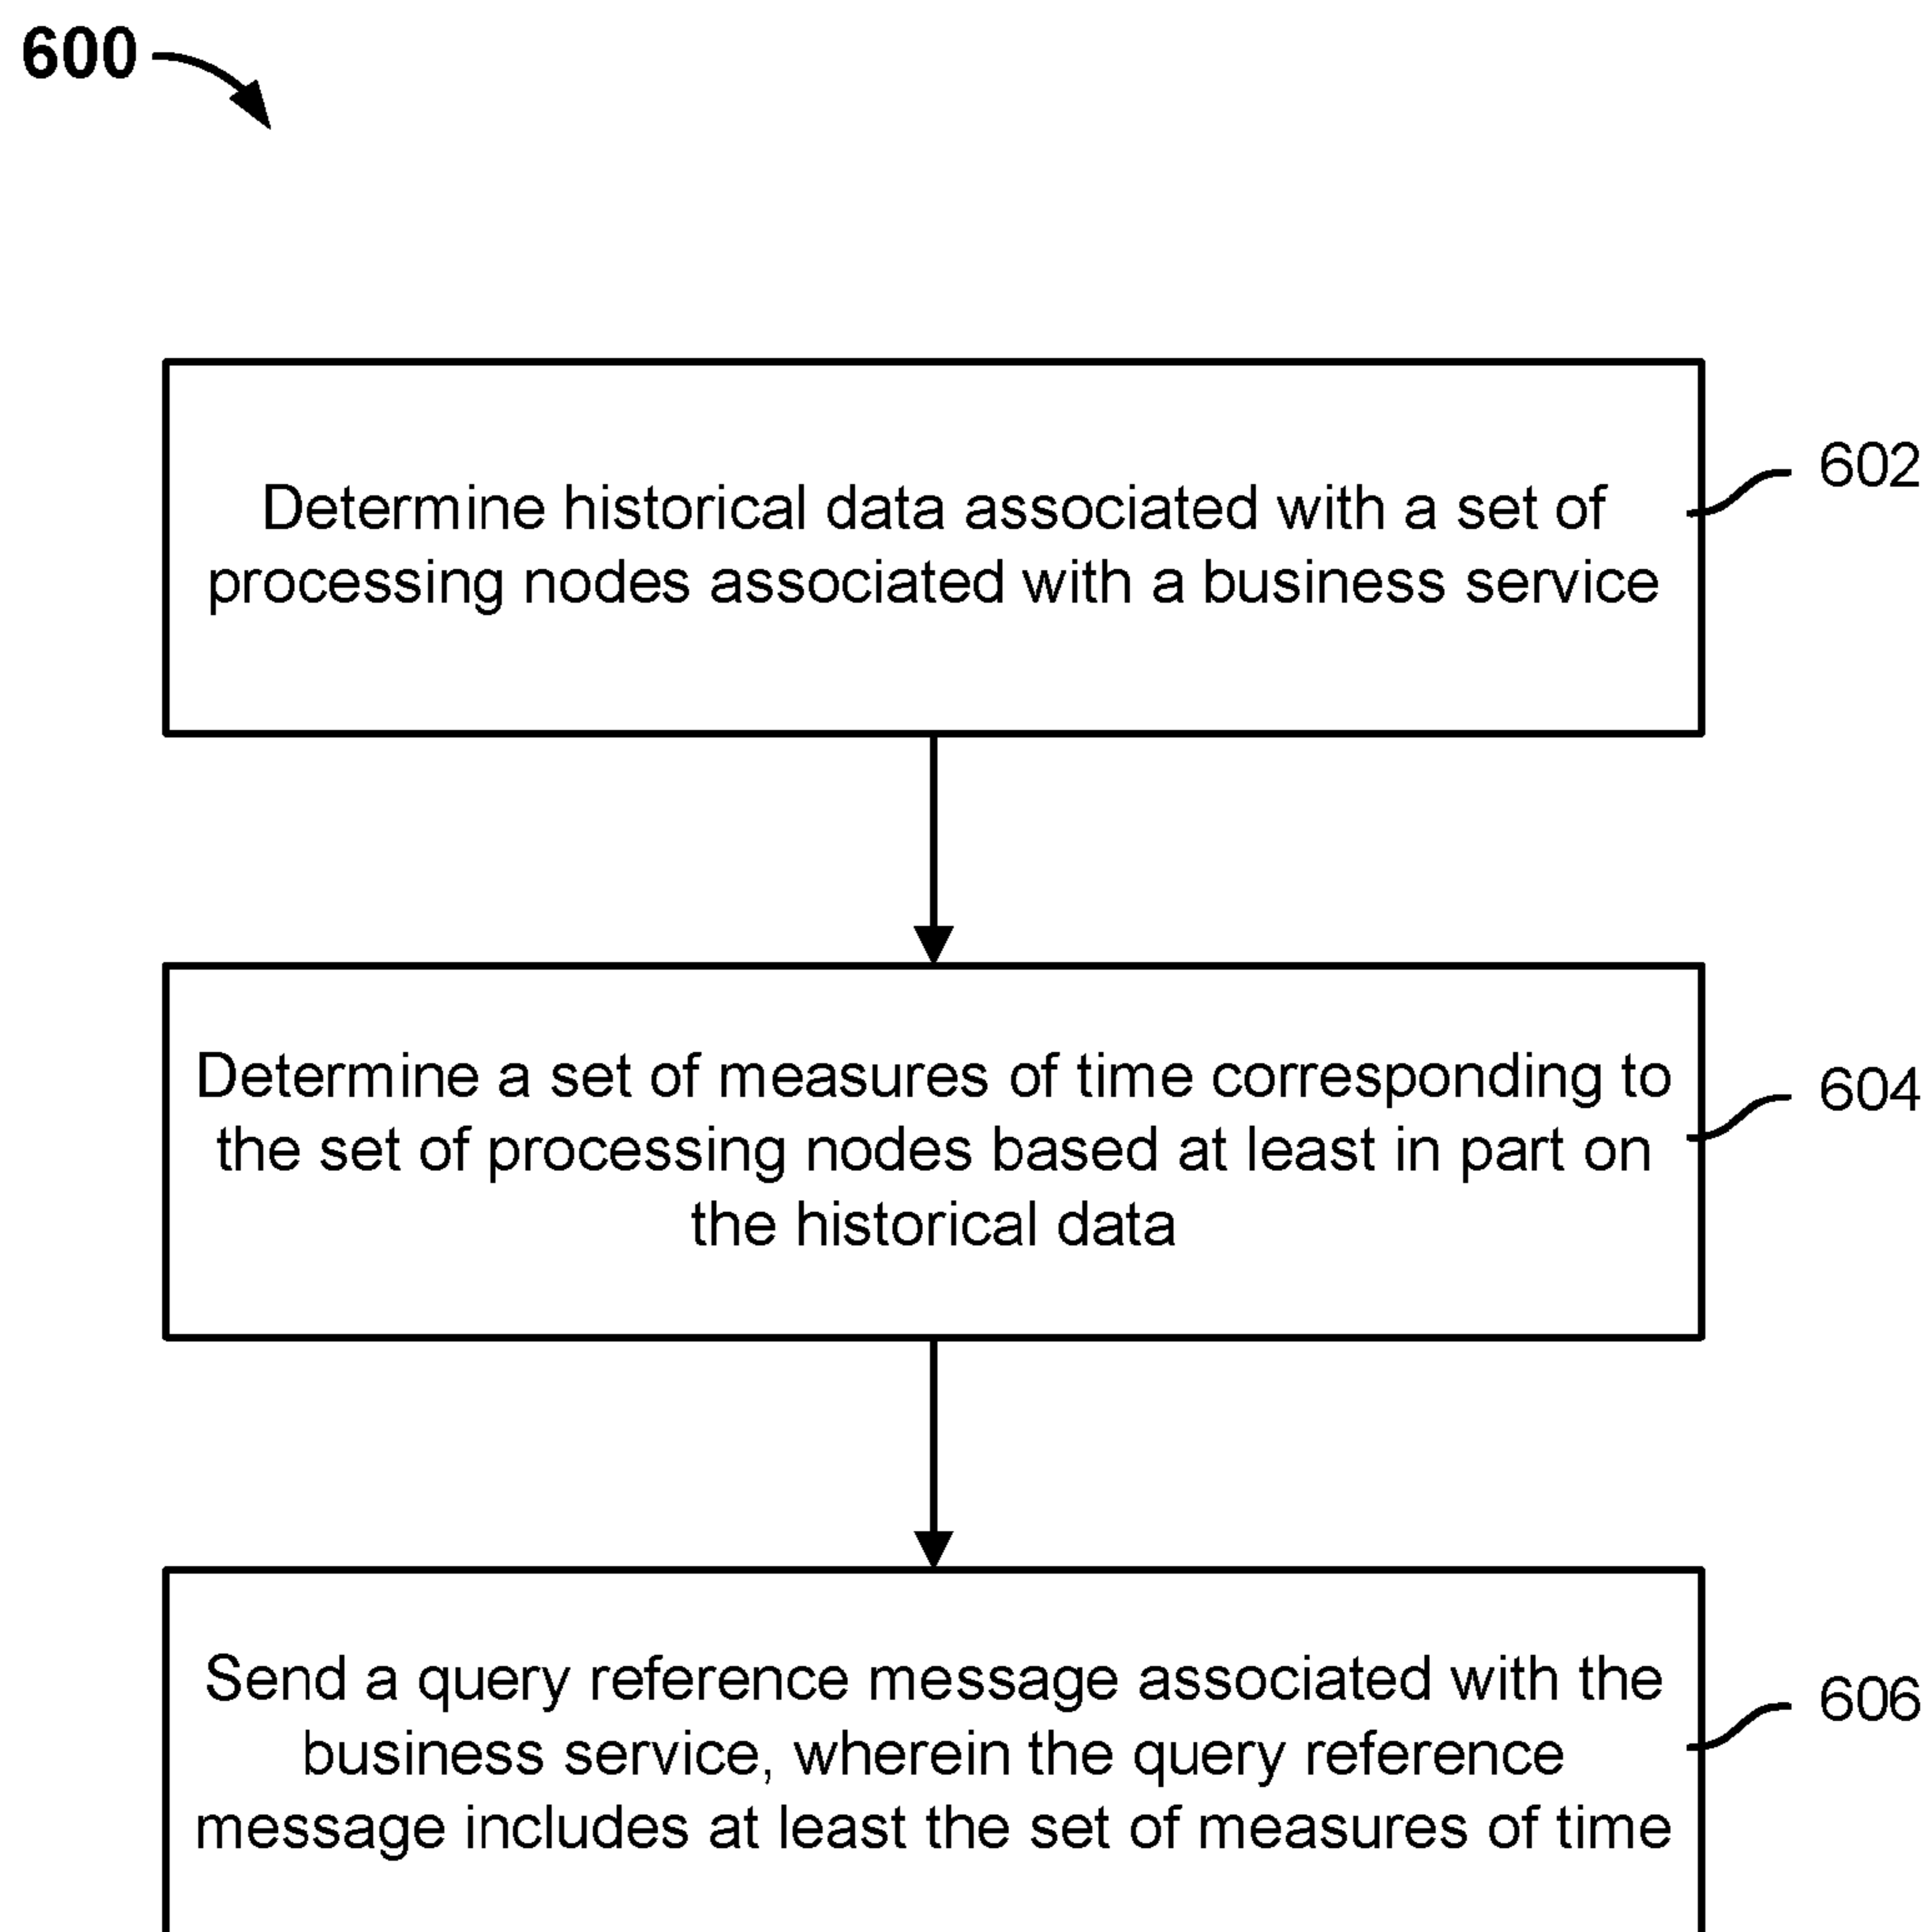 600
Determine historical data associated with a set of
processing nodes associated with a business service
602
Determine a set of measures of time corresponding to
the set of processing nodes based at least in part on
the historical data
604
Send a query reference message associated with the
business service, wherein the query reference
message includes at least the set of measures of time
606